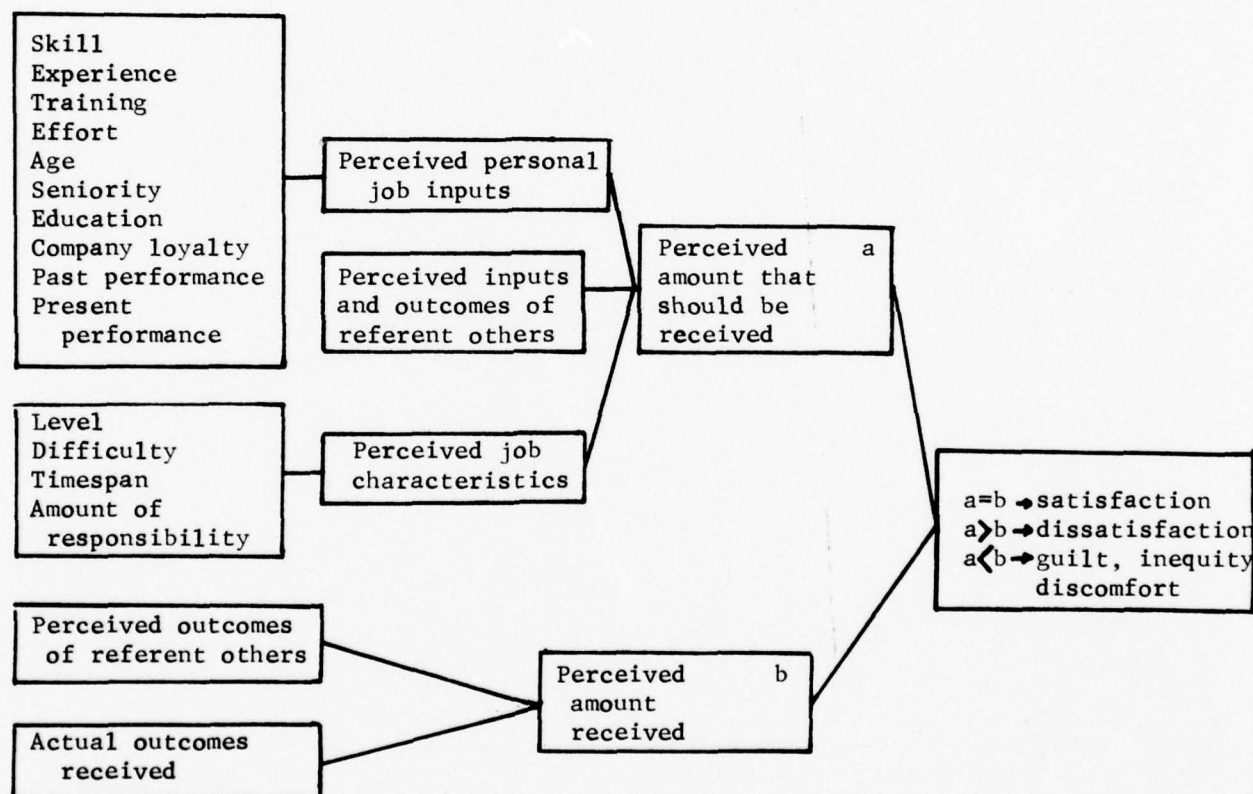 Skill
Experience
Training
Effort
Age
Seniority
Education
Company loyalty
Past performance
Present
performance
Perceived personal
job inputs
Perceived inputs
and outcomes of
referent others
Level
Difficulty
Timespan
Amount of
responsibility
Perceived job
characteristics
Perceived a
amount that
should be
received
Perceived outcomes
of referent others
Actual outcomes
received
Perceived b
amount
received
a=b→satisfaction
a>b→dissatisfaction
a<b→guilt, inequity
discomfort